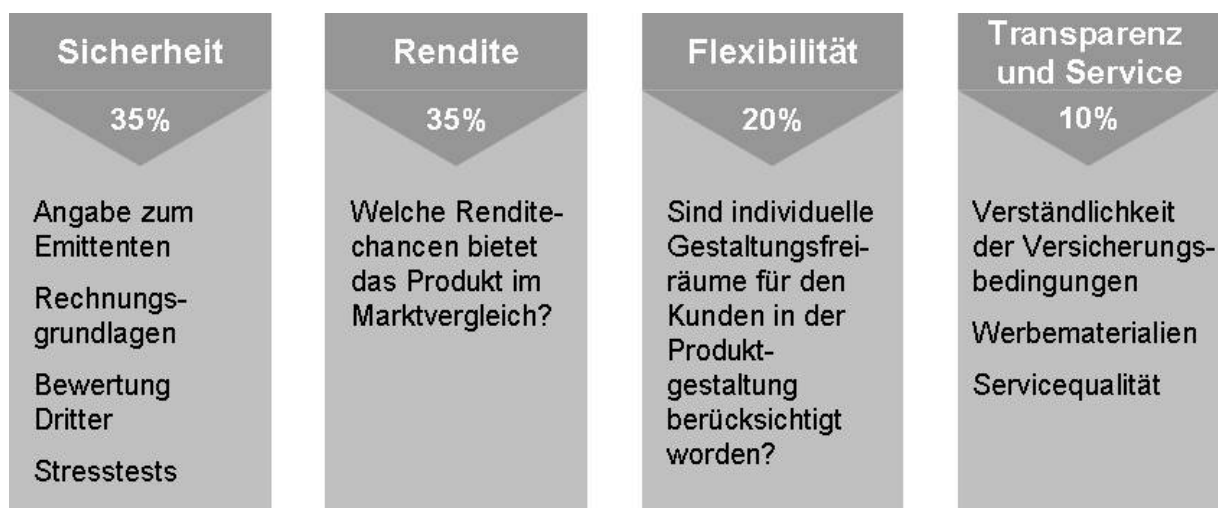 Sicherheit
35%
Angabe zum
Emittenten
Rechnungs-
grundlagen
Bewertung
Dritter
Stresstests
Rendite
35%
Welche Rendite-
chancen bietet
das Produkt im
Marktvergleich?
Flexibilität
20%
Sind individuelle
Gestaltungsfrei-
räume für den
Kunden in der
Produkt-
gestaltung
berücksichtigt
worden?
Transparenz
und Service
10%
Verständlichkeit
der Versicherungs-
bedingungen
Werbematerialien
Servicequalität